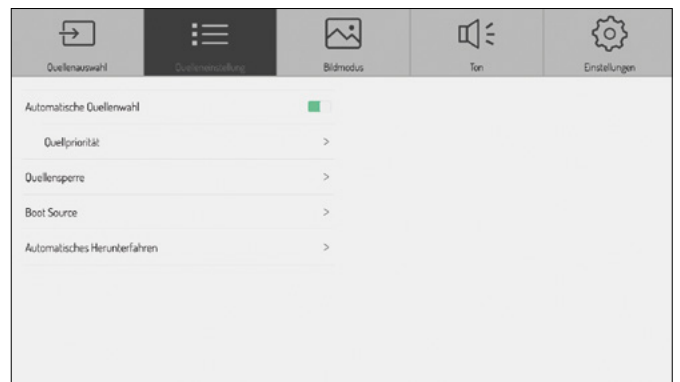 Quellenauswahl
Quelleneinstellung
Bildmodus
Ton
Einstellungen
Automatische Quellenwahl
Quellpriorität
>
Quellensperre
>
Boot Source
>
Automatisches Herunterfahren
>